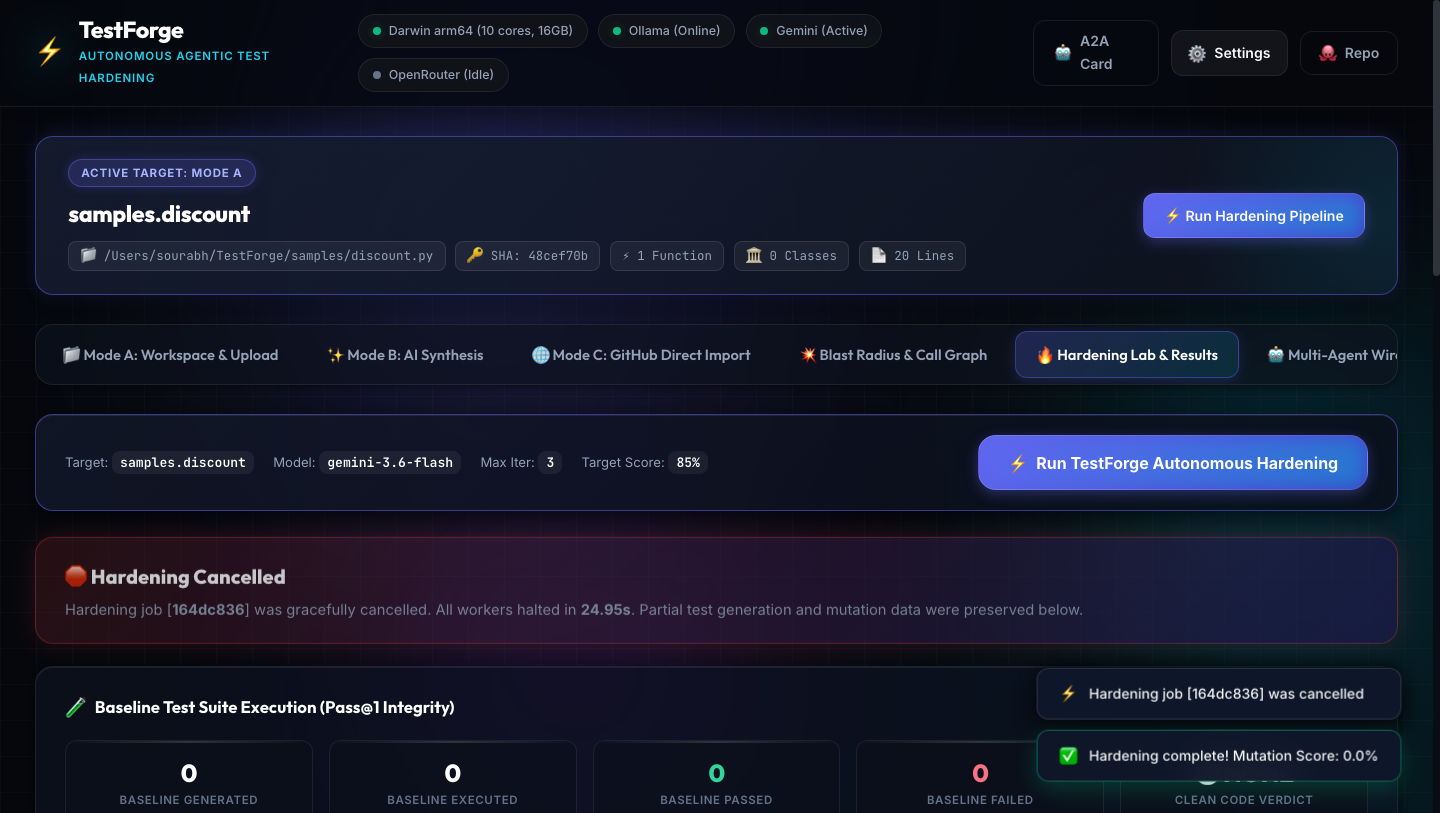 TestForge
AUTONOMOUS AGENTIC TEST
HARDENING
Darwin arm64 (10 cores, 16GB)
Ollama (Online)
Gemini (Active)
OpenRouter (Idle)
A2A
Card
Settings
Repo
ACTIVE TARGET: MODE A
samples.discount
/Users/sourabh/TestForge/samples/discount.py
SHA: 48cef70b
1 Function
0 Classes
20 Lines
Run Hardening Pipeline
Mode A: Workspace & Upload
Mode B: AI Synthesis
Mode C: GitHub Direct Import
Blast Radius & Call Graph
Hardening Lab & Results
Multi-Agent
Target: samples.discount
Model: gemini-3.6-flash
Max Iter: 3
Target Score: 85%
Run TestForge Autonomous Hardening
Hardening Cancelled
Hardening job [164dc836] was gracefully cancelled. All workers halted in 24.95s. Partial test generation and mutation data were preserved below.
Baseline Test Suite Execution (Pass@1 Integrity)
Hardening job [164dc836] was cancelled
Hardening complete! Mutation Score: 0.0%
0
BASELINE GENERATED
0
BASELINE EXECUTED
0
BASELINE PASSED
0
BASELINE FAILED
CLEAN CODE VERDICT